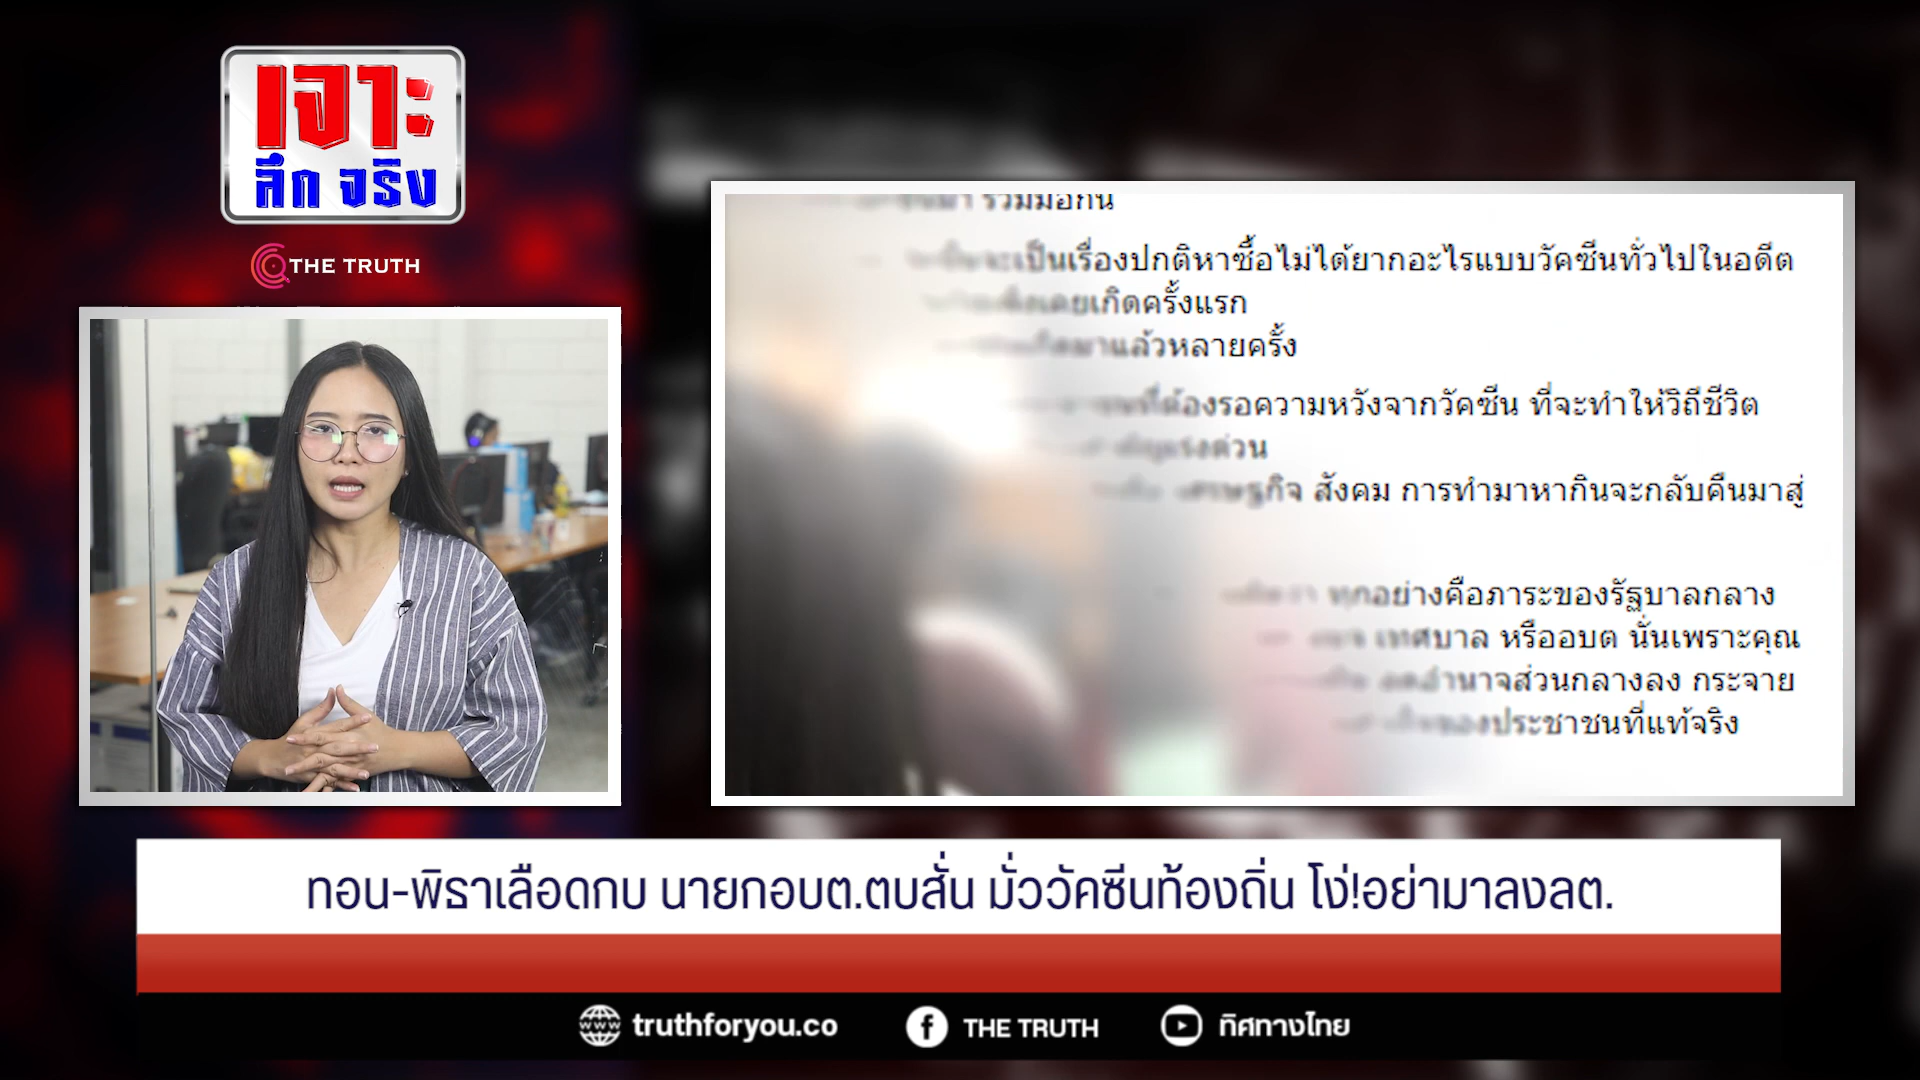 เจาะ
ลึก จริง
THE TRUTH
ร่วมมือกัน
เป็นเรื่องปกติหาซื้อไม่ได้ยากอะไรแบบวัคซีนทั่วไปในอดีต
เคยเกิดครั้งแรก
มาแล้วหลายครั้ง
ที่ต้องรอความหวังจากวัคซีน ที่จะทำให้วิถีชีวิต
เร่งด่วน
เศรษฐกิจ สังคม การทำมาหากินจะกลับคืนมาสู่
ทุกอย่างคือภาระของรัฐบาลกลาง
เทศบาล หรืออบต นั่นเพราะคุณ
ลดอำนาจส่วนกลางลง กระจาย
ของประชาชนที่แท้จริง
ทอน-พิธาเลือดกบ นายกอบต.ตบสั่น มั่ววัคซีนท้องถิ่น โง่!อย่ามาลงลต.
truthforyou.co
THE TRUTH
ทิศทางไทย